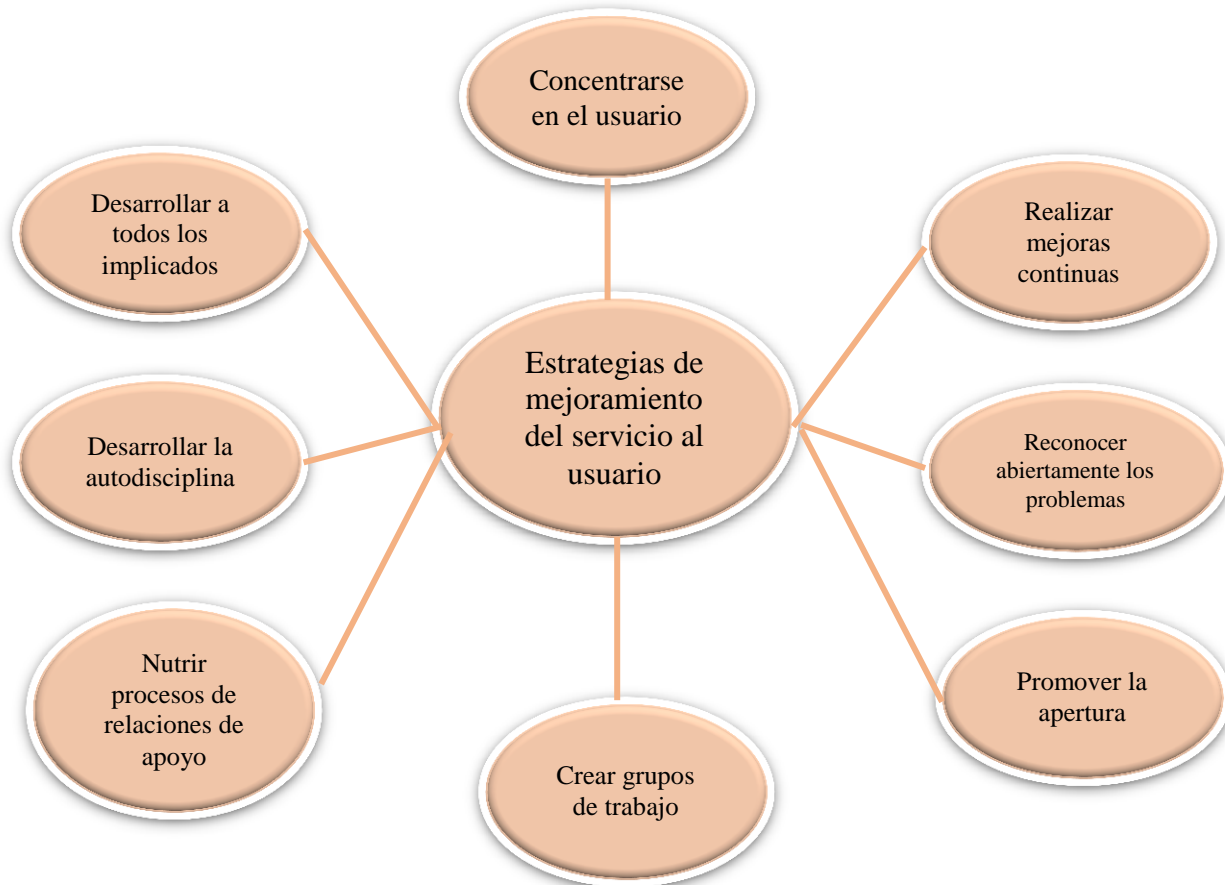 Concentrarse
en el usuario
Desarrollar a
todos los
implicados
Realizar
mejoras
continuas
Estrategias de
mejoramiento
del servicio al
usuario
Desarrollar la
autodisciplina
Reconocer
abiertamente los
problemas
Nutrir
procesos de
relaciones de
apoyo
Promover la
apertura
Crear grupos
de trabajo